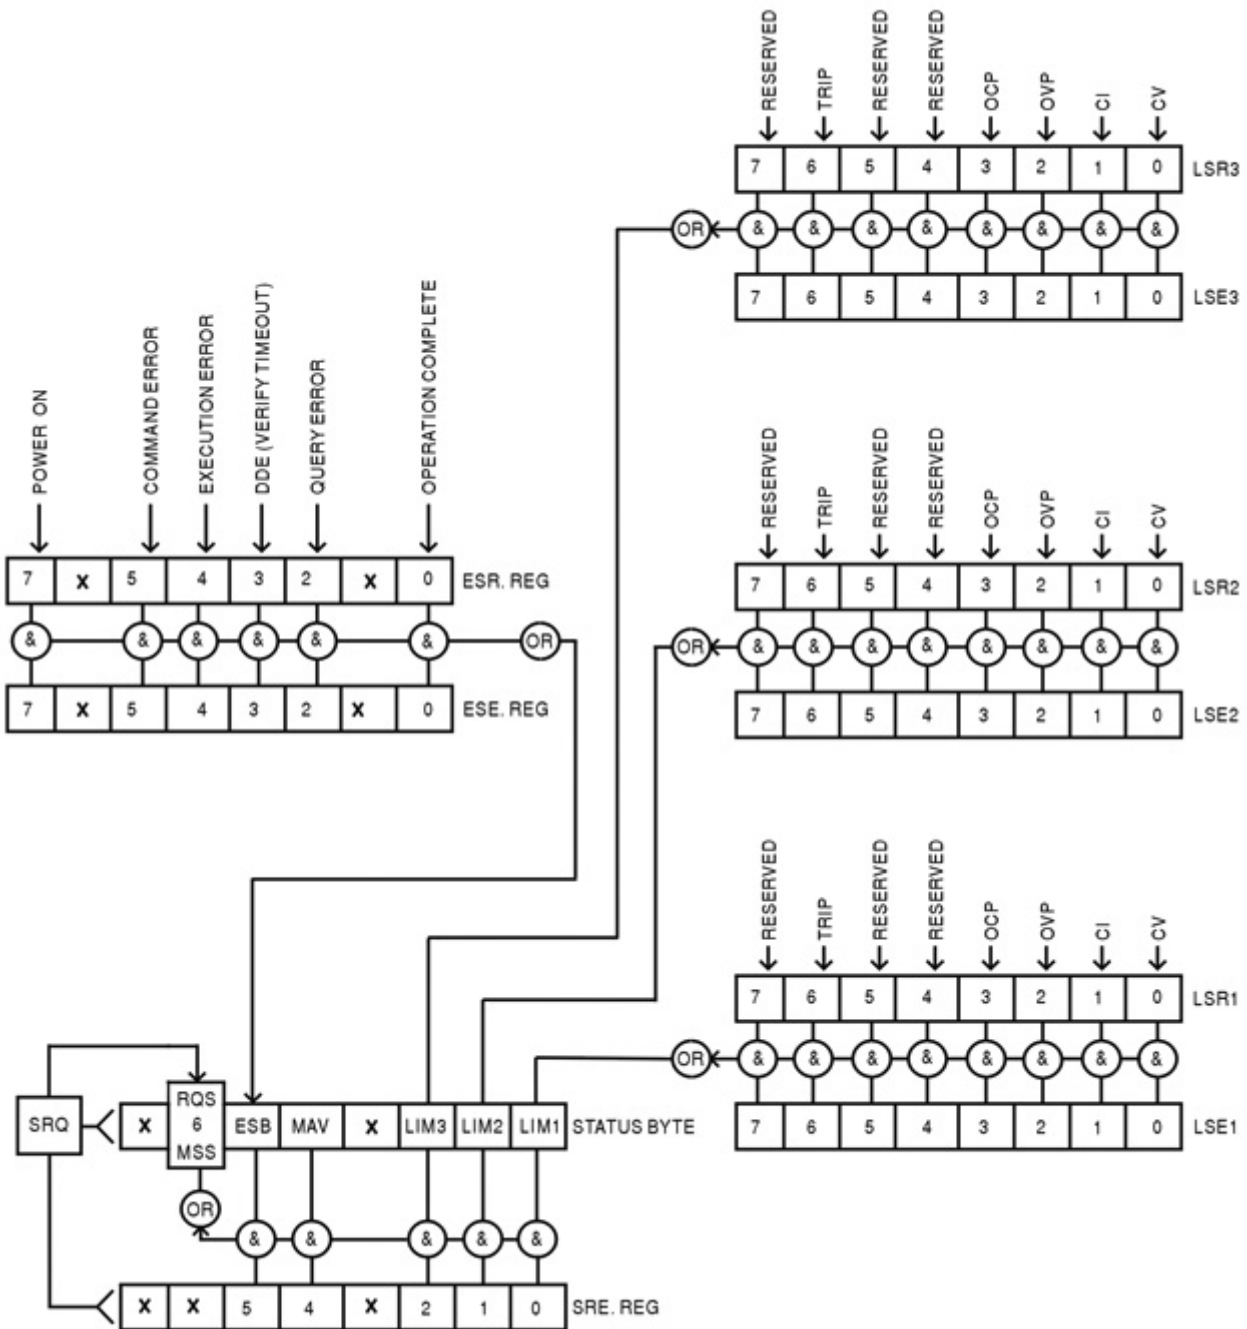 RESERVED TRIP RESERVED RESERVED OCP OVP CI CV
7 6 5 4 3 2 1 0 LSR3
OR & & & & & & & &
7 6 5 4 3 2 1 0 LSE3
POWER ON COMMAND ERROR EXECUTION ERROR DDE (VERIFY TIMEOUT) QUERY ERROR OPERATION COMPLETE
7 X 5 4 3 2 X 0 ESR. REG
& & & & & & OR
7 X 5 4 3 2 X 0 ESE. REG
RESERVED TRIP RESERVED RESERVED OCP OVP CI CV
7 6 5 4 3 2 1 0 LSR2
OR & & & & & & & &
7 6 5 4 3 2 1 0 LSE2
RESERVED TRIP RESERVED RESERVED OCP OVP CI CV
7 6 5 4 3 2 1 0 LSR1
OR & & & & & & & &
7 6 5 4 3 2 1 0 LSE1
RQS
SRQ X 6 ESB MAV X LIM3 LIM2 LIM1 STATUS BYTE
MSS
OR
& & & & &
X X 5 4 X 2 1 0 SRE. REG